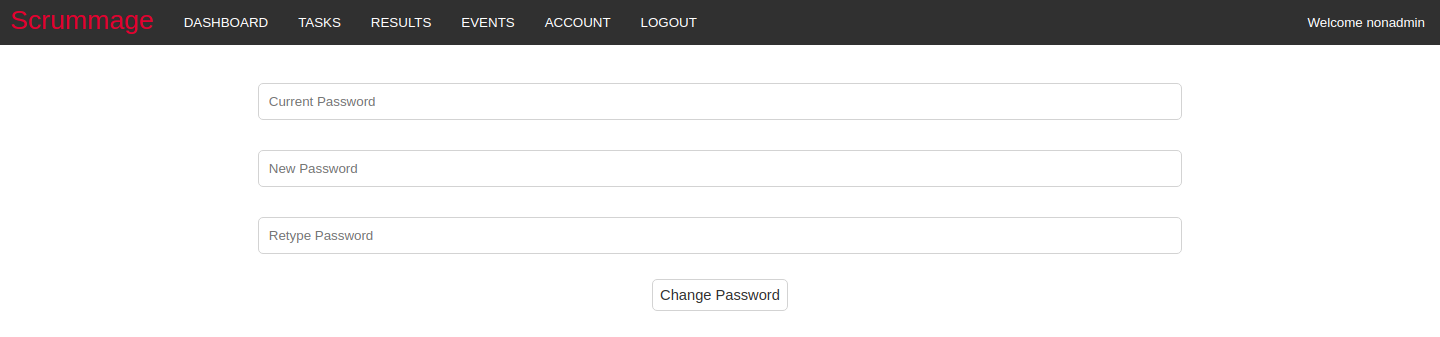 Scrummage DASHBOARD TASKS RESULTS EVENTS ACCOUNT LOGOUT Welcome nonadmin
Current Password
New Password
Retype Password
Change Password